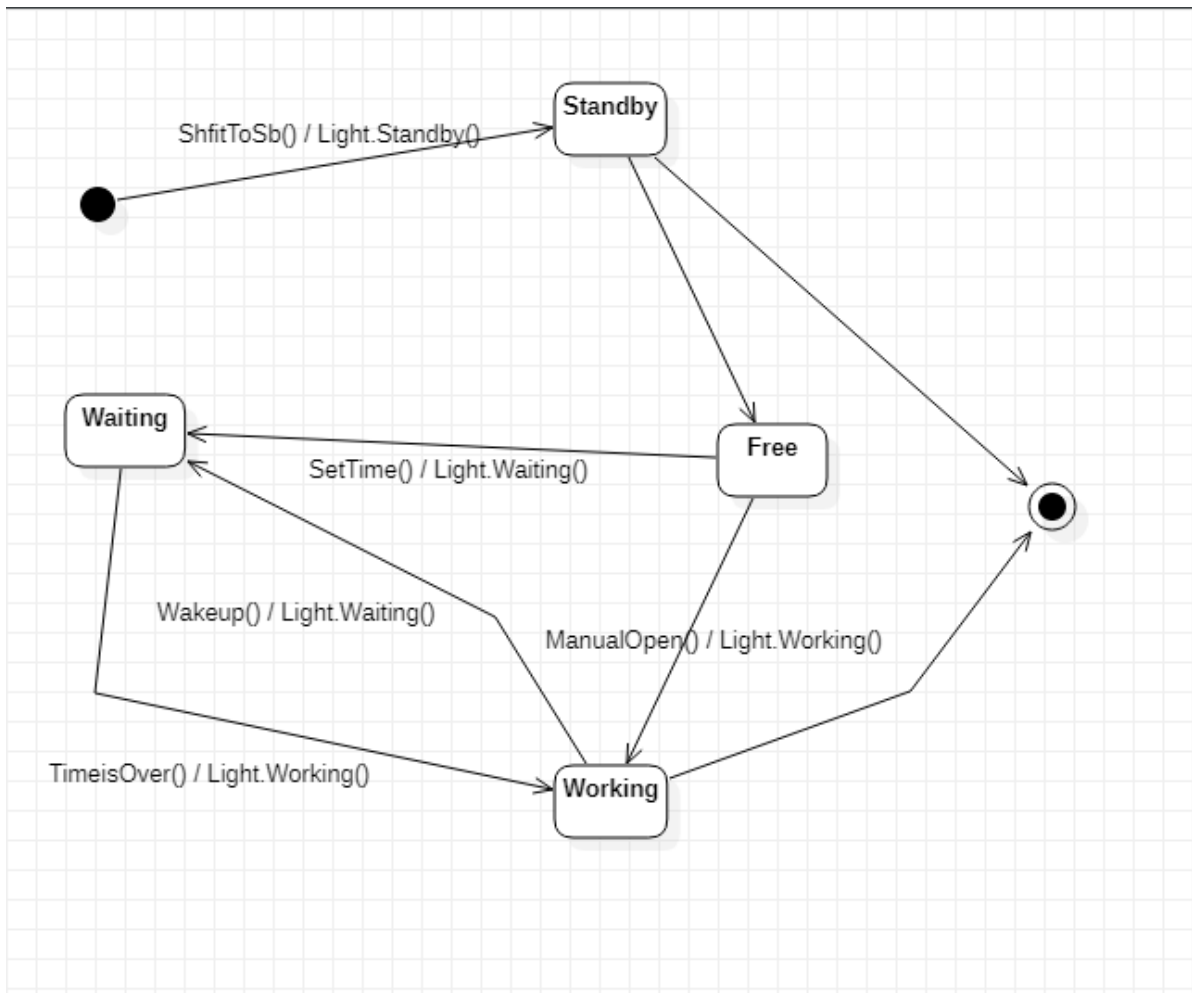 Standby
ShfitToSb() / Light.Standby()
Waiting
Free
SetTime() / Light.Waiting()
Wakeup() / Light.Waiting()
ManualOpen() / Light.Working()
TimeisOver() / Light.Working()
Working